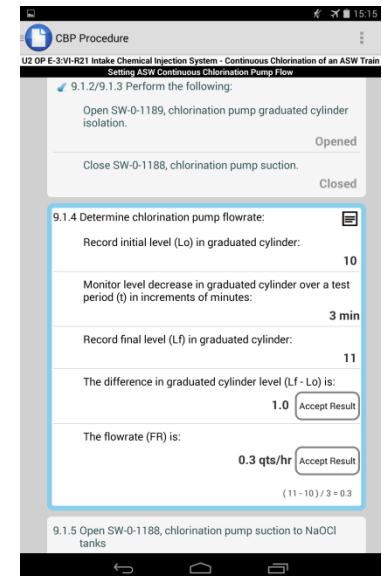 15:15
CBP Procedure
U2 OP E-3:VI-R21 Intake Chemical Injection System - Continuous Chlorination of an ASW Train
Setting ASW Continuous Chlorination Pump Flow
9.1.2/9.1.3 Perform the following:
Open SW-0-1189, chlorination pump graduated cylinder
isolation.
Opened
Close SW-0-1188, chlorination pump suction.
Closed
9.1.4 Determine chlorination pump flowrate:
Record initial level (Lo) in graduated cylinder:
10
Monitor level decrease in graduated cylinder over a test
period (t) in increments of minutes:
3 min
Record final level (Lf) in graduated cylinder:
11
The difference in graduated cylinder level (Lf - Lo) is:
1.0 Accept Result
The flowrate (FR) is:
0.3 qts/hr Accept Result
( 11 - 10 ) / 3 = 0.3
9.1.5 Open SW-0-1188, chlorination pump suction to NaOCl
tanks